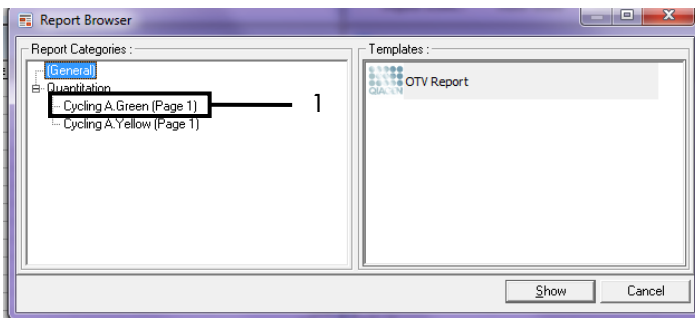 Report Browser
Report Categories :
(General)
Quantitation
Cycling A.Green (Page 1)
1
Cycling A.Yellow (Page 1)
Templates :
QIAGEN
OTV Report
Show
Cancel